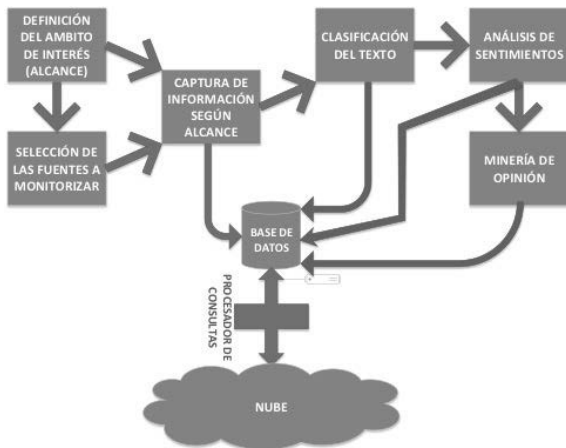 DEFINICIÓN
DEL AMBITO
DE INTERÉS
(ALCANCE)
SELECCIÓN DE
LAS FUENTES A
MONITORIZAR
CAPTURA DE
INFORMACIÓN
SEGÚN
ALCANCE
CLASIFICACIÓN
DEL TEXTO
ANÁLISIS DE
SENTIMIENTOS
MINERÍA DE
OPINIÓN
BASE DE
DATOS
PROCESADOR DE
CONSULTAS
NUBE